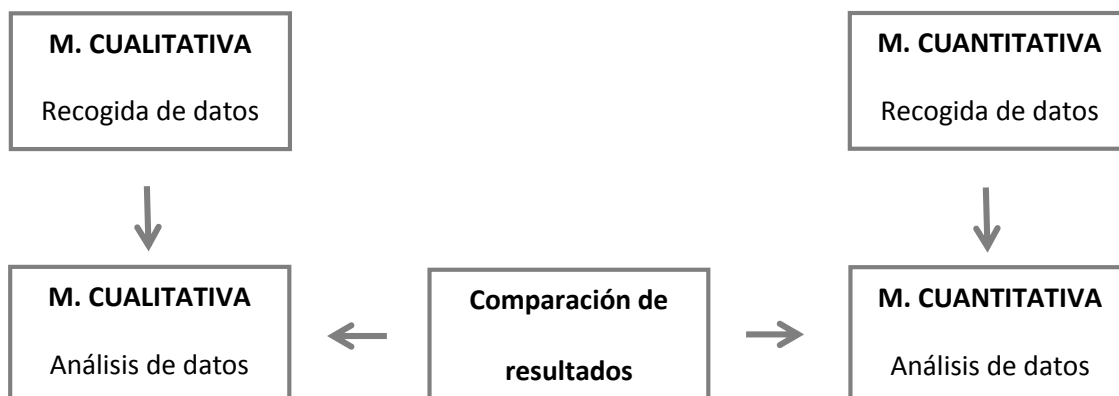 M. CUALITATIVA
Recogida de datos
M. CUANTITATIVA
Recogida de datos
M. CUALITATIVA
Análisis de datos
Comparación de
resultados
M. CUANTITATIVA
Análisis de datos